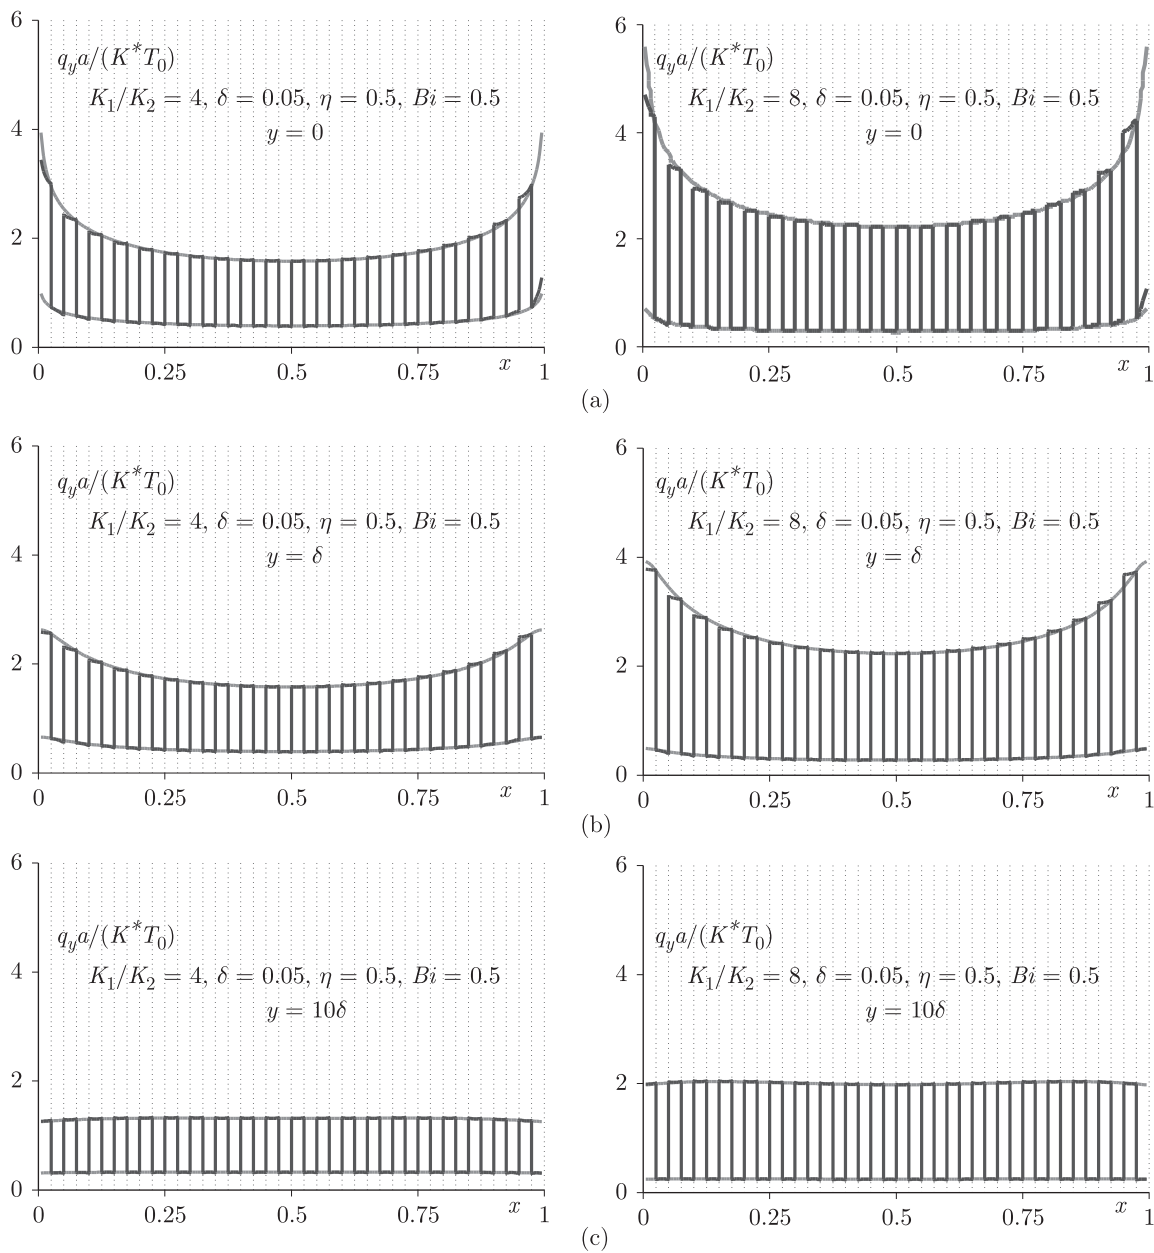 6
q_y a/(K*T_0)
K_1/K_2 = 4, δ = 0.05, η = 0.5, Bi = 0.5
4
y = 0
2
0
0 0.25 0.5 0.75 x 1
6
q_y a/(K*T_0)
K_1/K_2 = 8, δ = 0.05, η = 0.5, Bi = 0.5
4
y = 0
2
0
0 0.25 0.5 0.75 x 1
(a)
6
q_y a/(K*T_0)
K_1/K_2 = 4, δ = 0.05, η = 0.5, Bi = 0.5
4
y = δ
2
0
0 0.25 0.5 0.75 x 1
6
q_y a/(K*T_0)
K_1/K_2 = 8, δ = 0.05, η = 0.5, Bi = 0.5
4
y = δ
2
0
0 0.25 0.5 0.75 x 1
(b)
6
q_y a/(K*T_0)
4
K_1/K_2 = 4, δ = 0.05, η = 0.5, Bi = 0.5
y = 10δ
2
0
0 0.25 0.5 0.75 x 1
6
q_y a/(K*T_0)
4
K_1/K_2 = 8, δ = 0.05, η = 0.5, Bi = 0.5
y = 10δ
2
0
0 0.25 0.5 0.75 x 1
(c)